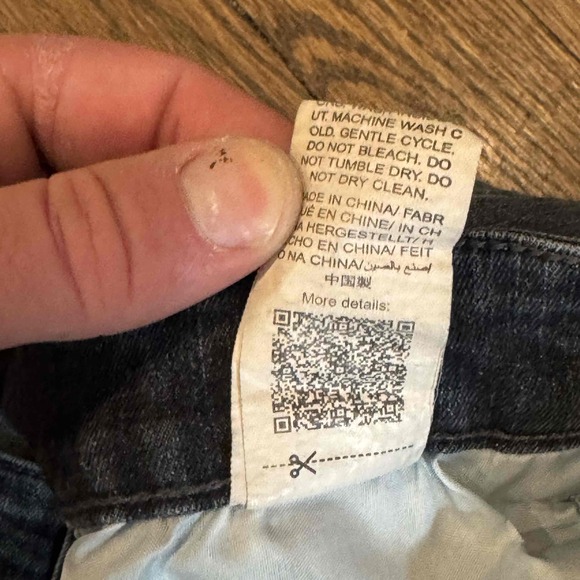 UT. MACHINE WASH C
OLD. GENTLE CYCLE.
DO NOT BLEACH. DO
NOT TUMBLE DRY. DO
NOT DRY CLEAN.
ADE IN CHINA/ FABR
UÉ EN CHINE/ IN CH
A HERGESTELLT/ H
CHO EN CHINA/ FEIT
O NA CHINA/اصنع بالصين
中国製
More details: